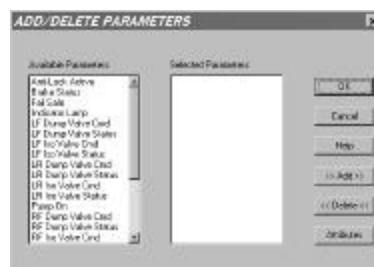 ADD/DELETE PARAMETERS
Available Parameters
Selected Parameters
Anti-Lock Active
Brake Status
Fail Safe
Indicator Lamp
LF Dump Valve Cmd
LF Dump Valve Status
LF Iso Valve Cmd
LF Iso Valve Status
LR Dump Valve Cmd
LR Dump Valve Status
LR Iso Valve Cmd
LR Iso Valve Status
Pump On
RF Dump Valve Cmd
RF Dump Valve Status
RF Iso Valve Cmd
OK
Cancel
Help
>> Add >>
<< Delete <<
Attributes